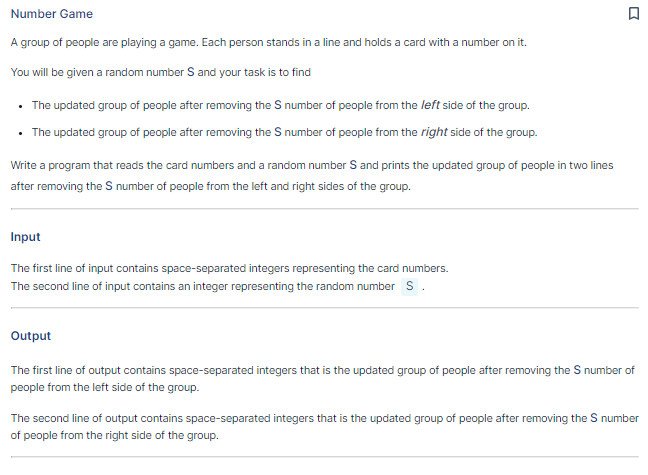 Number Game
A group of people are playing a game. Each person stands in a line and holds a card with a number on it.
You will be given a random number S and your task is to find
• The updated group of people after removing the S number of people from the left side of the group.
• The updated group of people after removing the S number of people from the right side of the group.
Write a program that reads the card numbers and a random number S and prints the updated group of people in two lines
after removing the S number of people from the left and right sides of the group.
Input
The first line of input contains space-separated integers representing the card numbers.
The second line of input contains an integer representing the random number S .
Output
The first line of output contains space-separated integers that is the updated group of people after removing the S number of
people from the left side of the group.
The second line of output contains space-separated integers that is the updated group of people after removing the S number
of people from the right side of the group.